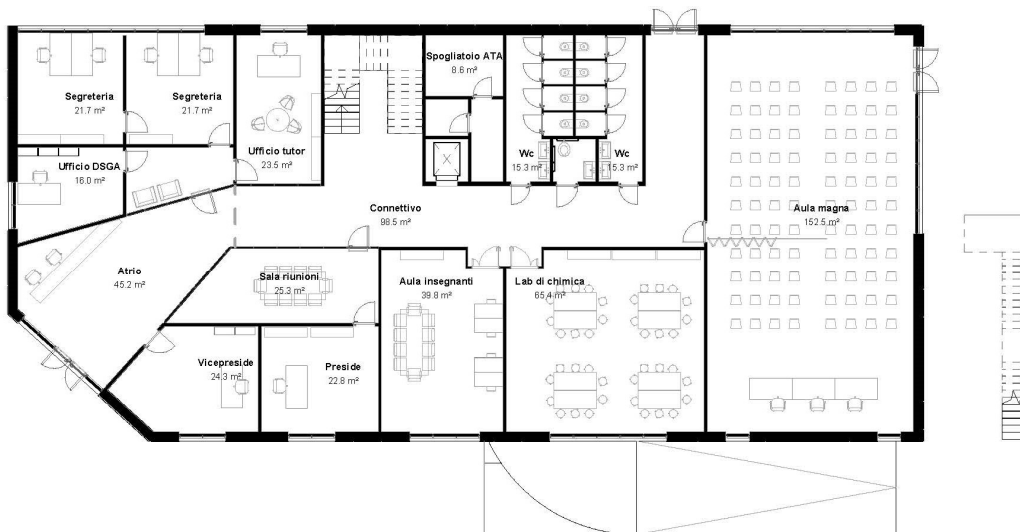 Segreteria
21.7 m²
Segreteria
21.7 m²
Ufficio tutor
23.5 m²
Spogliatoio ATA
8.6 m²
Wc
15.3 m²
Wc
15.3 m²
Ufficio DSGA
16.0 m²
Connettivo
98.5 m²
Aula magna
152.5 m²
Atrio
45.2 m²
Sala riunioni
25.3 m²
Aula insegnanti
39.8 m²
Lab di chimica
65.4 m²
Vicepreside
24.3 m²
Preside
22.8 m²